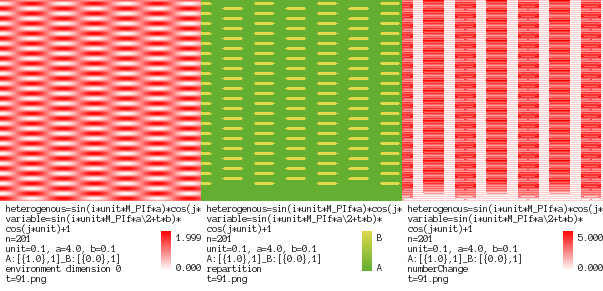 heterogenous=sin(i*unit*M_PIf*a)*cos(j*
variable=sin(i*unit*M_PIf*a\2+t*b)*
cos(j*unit)+1
n=201
unit=0.1, a=4.0, b=0.1
A:[{1.0},1]_B:[{0.0},1]
environment dimension 0
t=91.png
1.999
0.000
heterogenous=sin(i*unit*M_PIf*a)*cos(j*
variable=sin(i*unit*M_PIf*a\2+t*b)*
cos(j*unit)+1
n=201
unit=0.1, a=4.0, b=0.1
A:[{1.0},1]_B:[{0.0},1]
repartition
t=91.png
B
A
heterogenous=sin(i*unit*M_PIf*a)*cos(j*
variable=sin(i*unit*M_PIf*a\2+t*b)*
cos(j*unit)+1
n=201
unit=0.1, a=4.0, b=0.1
A:[{1.0},1]_B:[{0.0},1]
numberChange
t=91.png
5.000
0.000